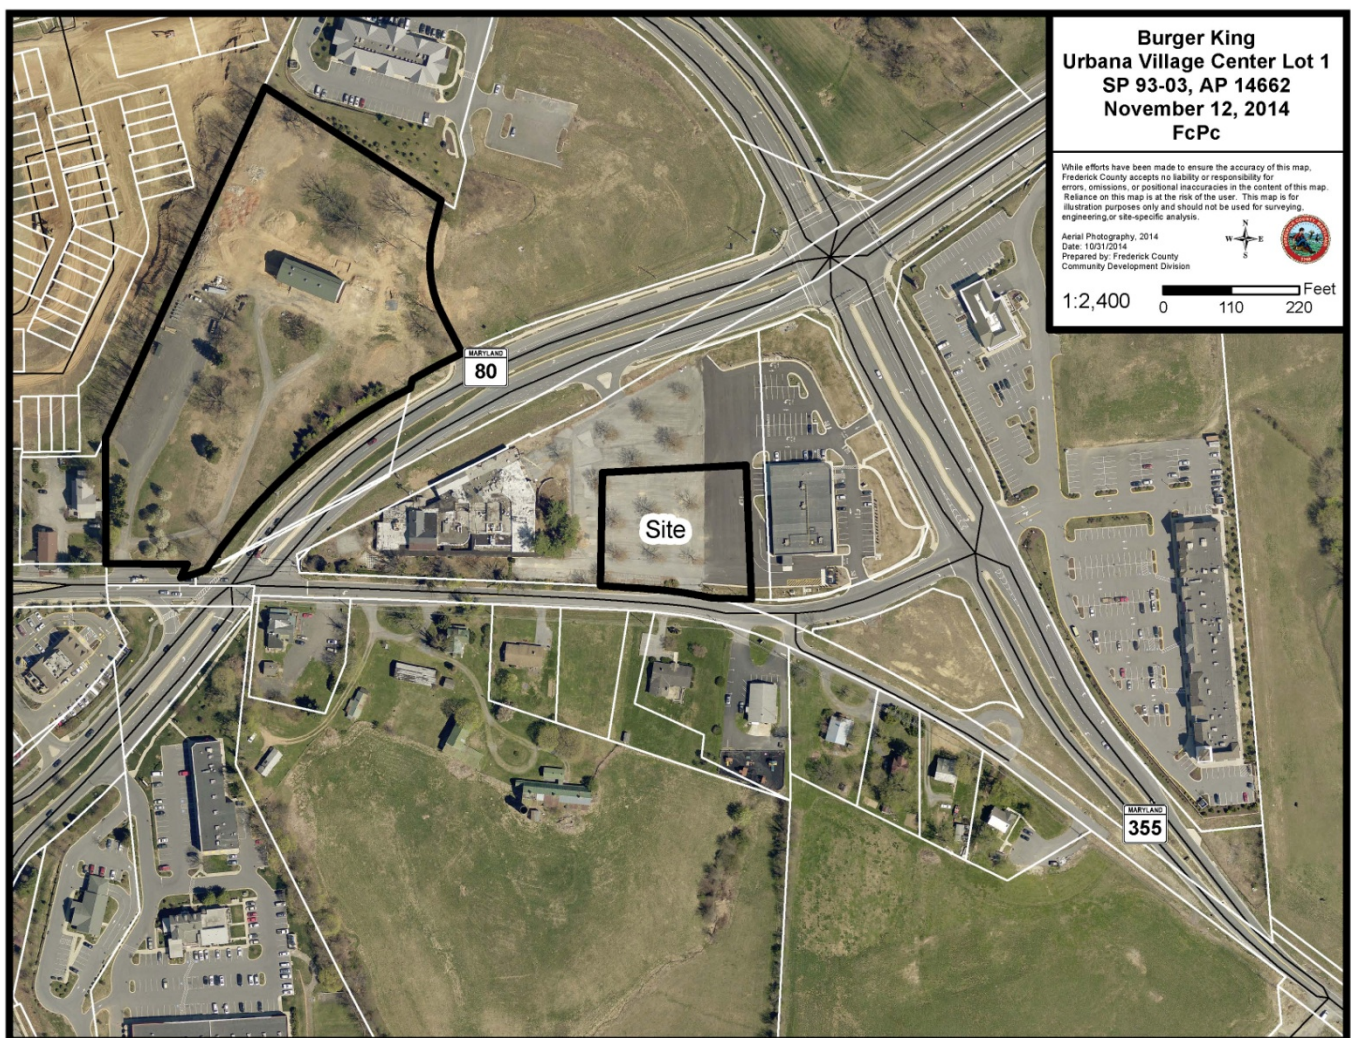 Burger King
Urbana Village Center Lot 1
SP 93-03, AP 14662
November 12, 2014
FcPc
While efforts have been made to ensure the accuracy of this map,
Frederick County accepts no liability or responsibility for
errors, omissions, or positional inaccuracies in the content of this map.
Reliance on this map is at the risk of the user. This map is for
illustration purposes only and should not be used for surveying,
engineering,or site-specific analysis.
Aerial Photography, 2014
Date: 10/31/2014
Prepared by: Frederick County
Community Development Division
N
W E
S
1:2,400
Feet
0 110 220
MARYLAND
80
Site
MARYLAND
355